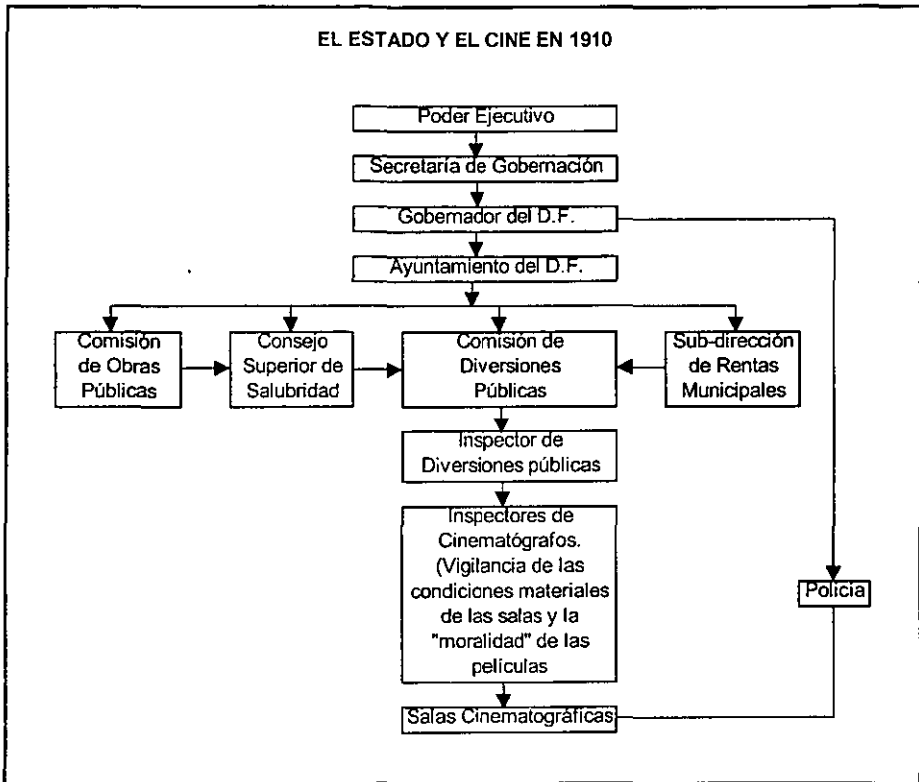 EL ESTADO Y EL CINE EN 1910
Poder Ejecutivo
Secretaría de Gobernación
Gobernador del D.F.
Ayuntamiento del D.F.
Comisión
de Obras
Públicas
Consejo
Superior de
Salubridad
Comisión de
Diversiones
Públicas
Sub-dirección
de Rentas
Municipales
Inspector de
Diversiones públicas
Inspectores de
Cinematógrafos.
(Vigilancia de las
condiciones materiales
de las salas y la
"moralidad" de las
películas
Policía
Salas Cinematográficas